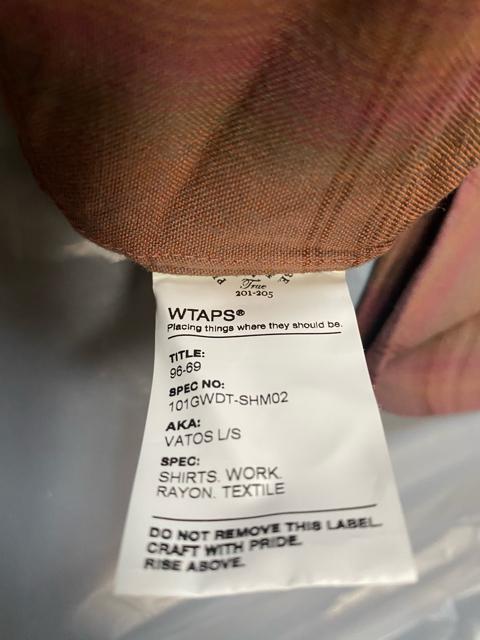 True
201-205
WTAPS®
Placing things where they should be.
TITLE:
96-69
SPEC NO:
101GWDT-SHM02
AKA:
VATOS L/S
SPEC:
SHIRTS. WORK.
RAYON. TEXTILE
DO NOT REMOVE THIS LABEL.
CRAFT WITH PRIDE.
RISE ABOVE.